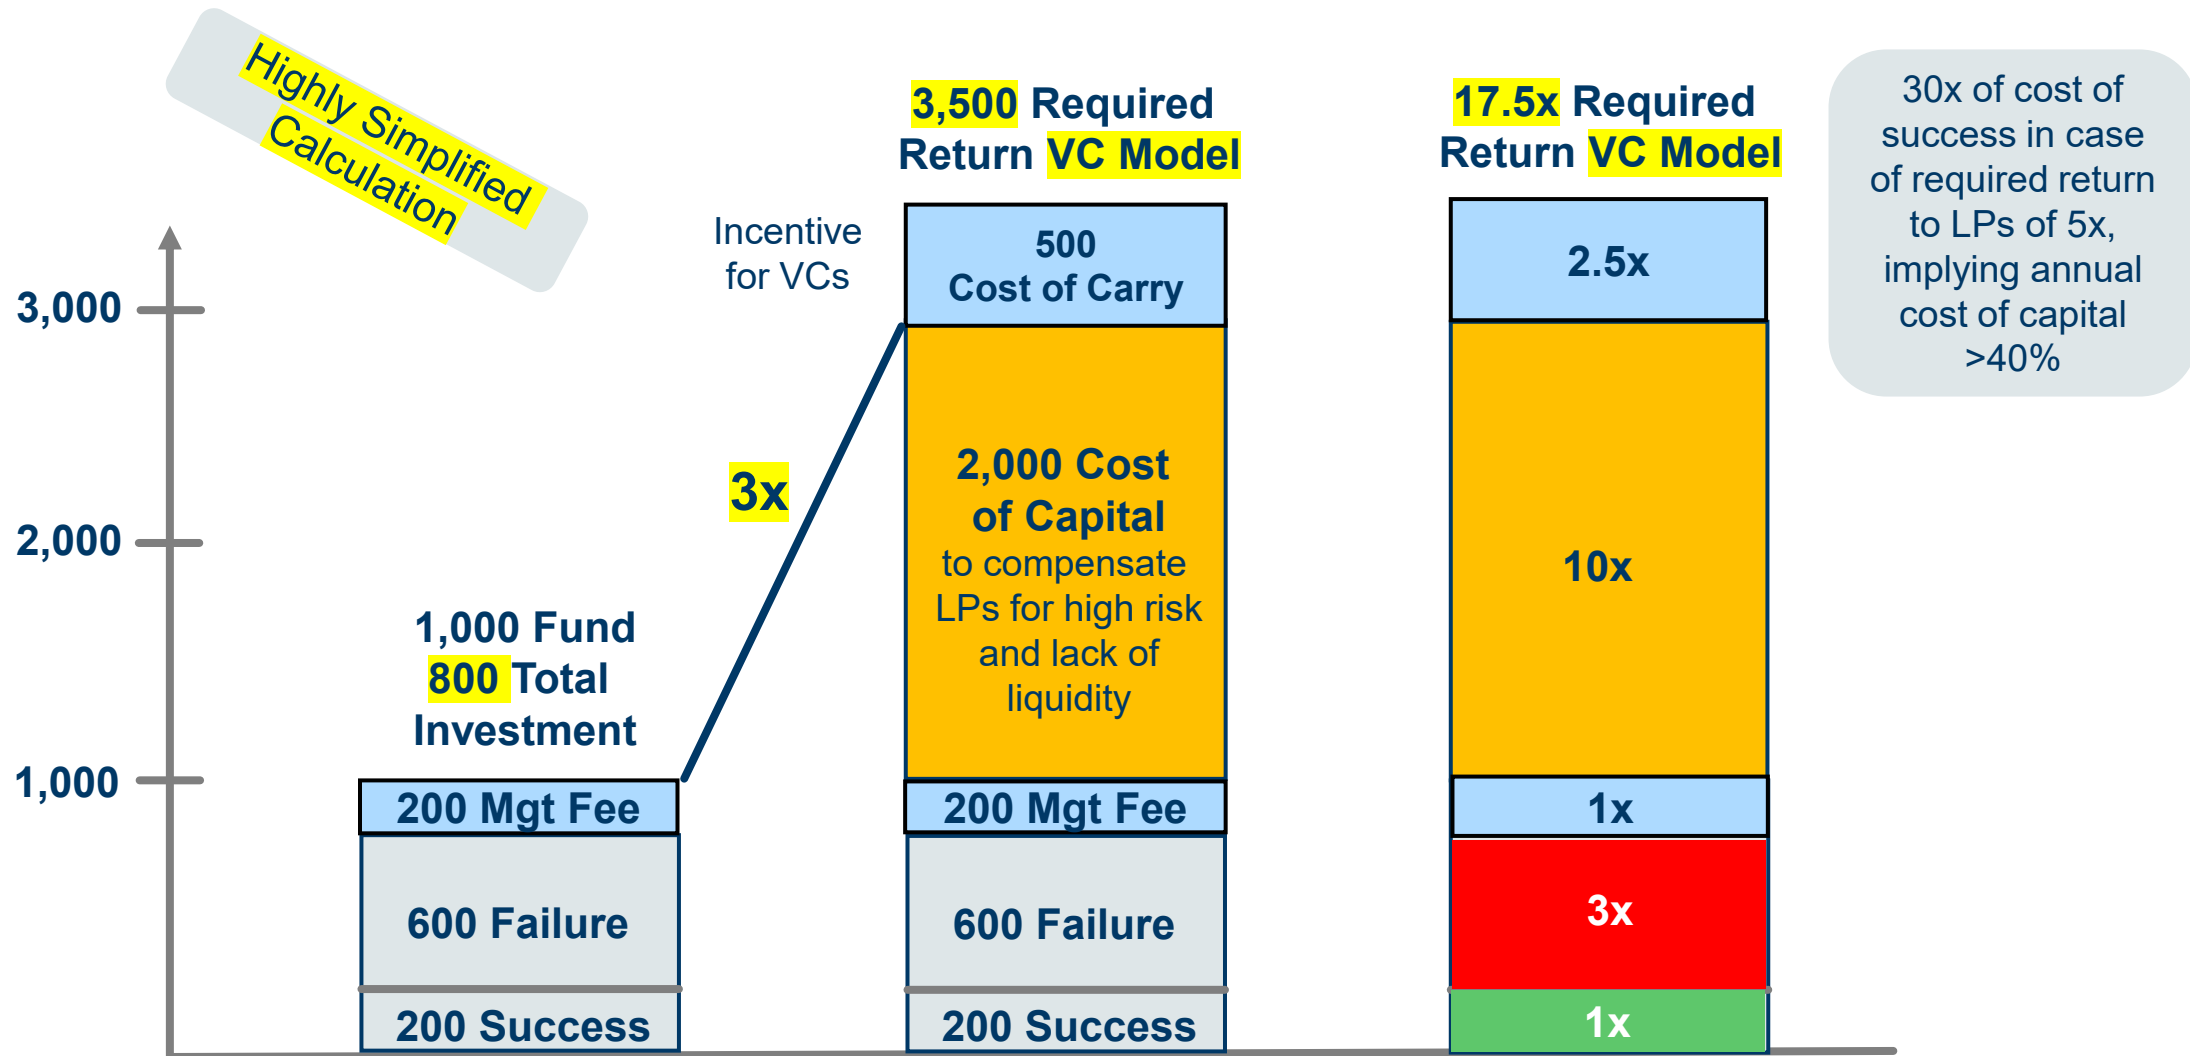 Highly Simplified
Calculation
3,000
2,000
1,000
1,000 Fund
800 Total
Investment
200 Mgt Fee
600 Failure
200 Success
Incentive
for VCs
3x
3,500 Required
Return VC Model
500
Cost of Carry
2,000 Cost
of Capital
to compensate
LPs for high risk
and lack of
liquidity
200 Mgt Fee
600 Failure
200 Success
17.5x Required
Return VC Model
2.5x
10x
1x
3x
1x
30x of cost of
success in case
of required return
to LPs of 5x,
implying annual
cost of capital
>40%